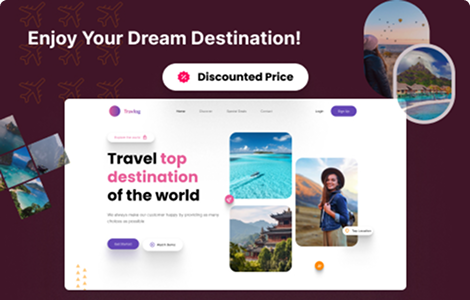 Enjoy Your Dream Destination!
Discounted Price
Travlog
Home
Discover
Special Deals
Contact
Login
Sign Up
Explore the world
Travel top
destination
of the world
We always make our customer happy by providing as many
choices as possible
Get Started
Watch Demo
Top Location